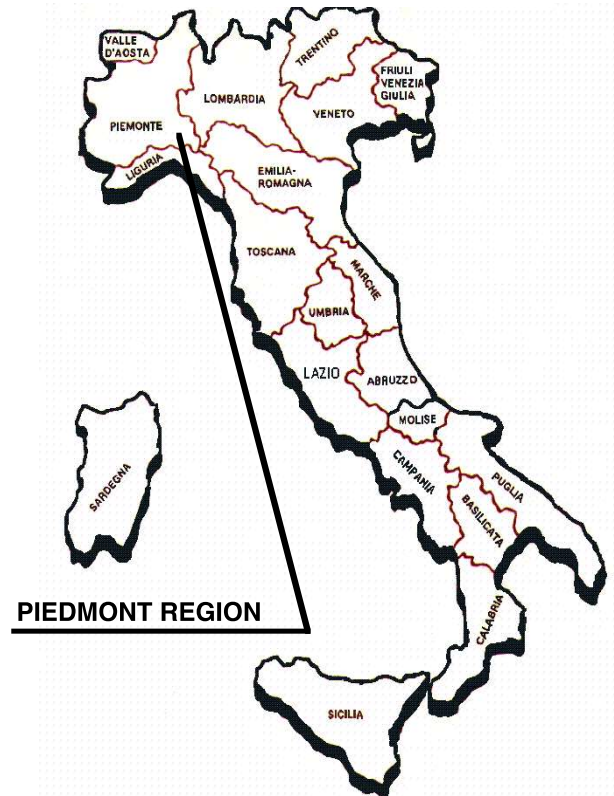 VALLE
D'AOSTA
TRENTINO
FRIULI
VENEZIA
GIULIA
LOMBARDIA
VENETO
PIEMONTE
LIGURIA
EMILIA-
ROMAGNA
TOSCANA
MARCHE
UMBRIA
LAZIO
ABRUZZO
MOLISE
CAMPANIA
PUGLIA
BASILICATA
SARDEGNA
CALABRIA
PIEDMONT REGION
SICILIA